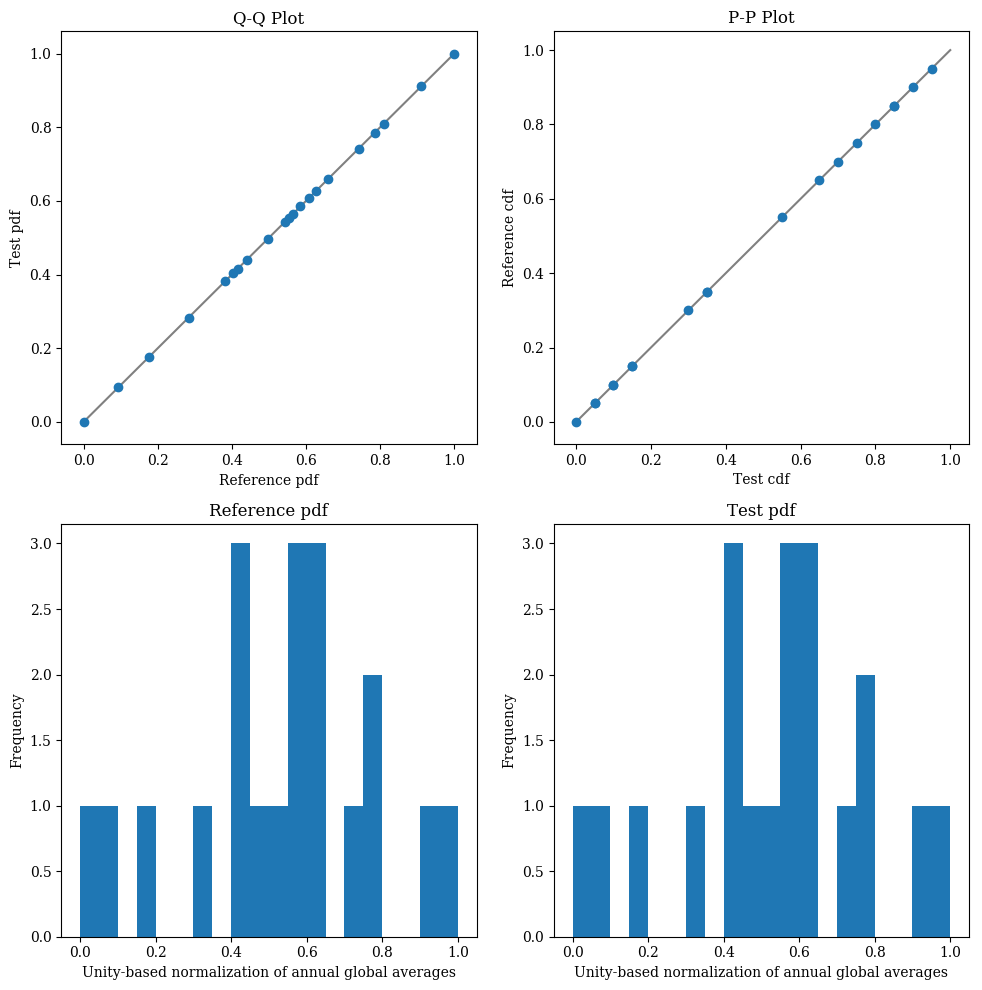 Q-Q Plot
1.0
0.8
0.6
0.4
0.2
0.0
Test pdf
0.0 0.2 0.4 0.6 0.8 1.0
Reference pdf
P-P Plot
1.0
0.8
0.6
0.4
0.2
0.0
Reference cdf
0.0 0.2 0.4 0.6 0.8 1.0
Test cdf
Reference pdf
3.0
2.5
2.0
1.5
1.0
0.5
0.0
Frequency
0.0 0.2 0.4 0.6 0.8 1.0
Unity-based normalization of annual global averages
Test pdf
3.0
2.5
2.0
1.5
1.0
0.5
0.0
Frequency
0.0 0.2 0.4 0.6 0.8 1.0
Unity-based normalization of annual global averages